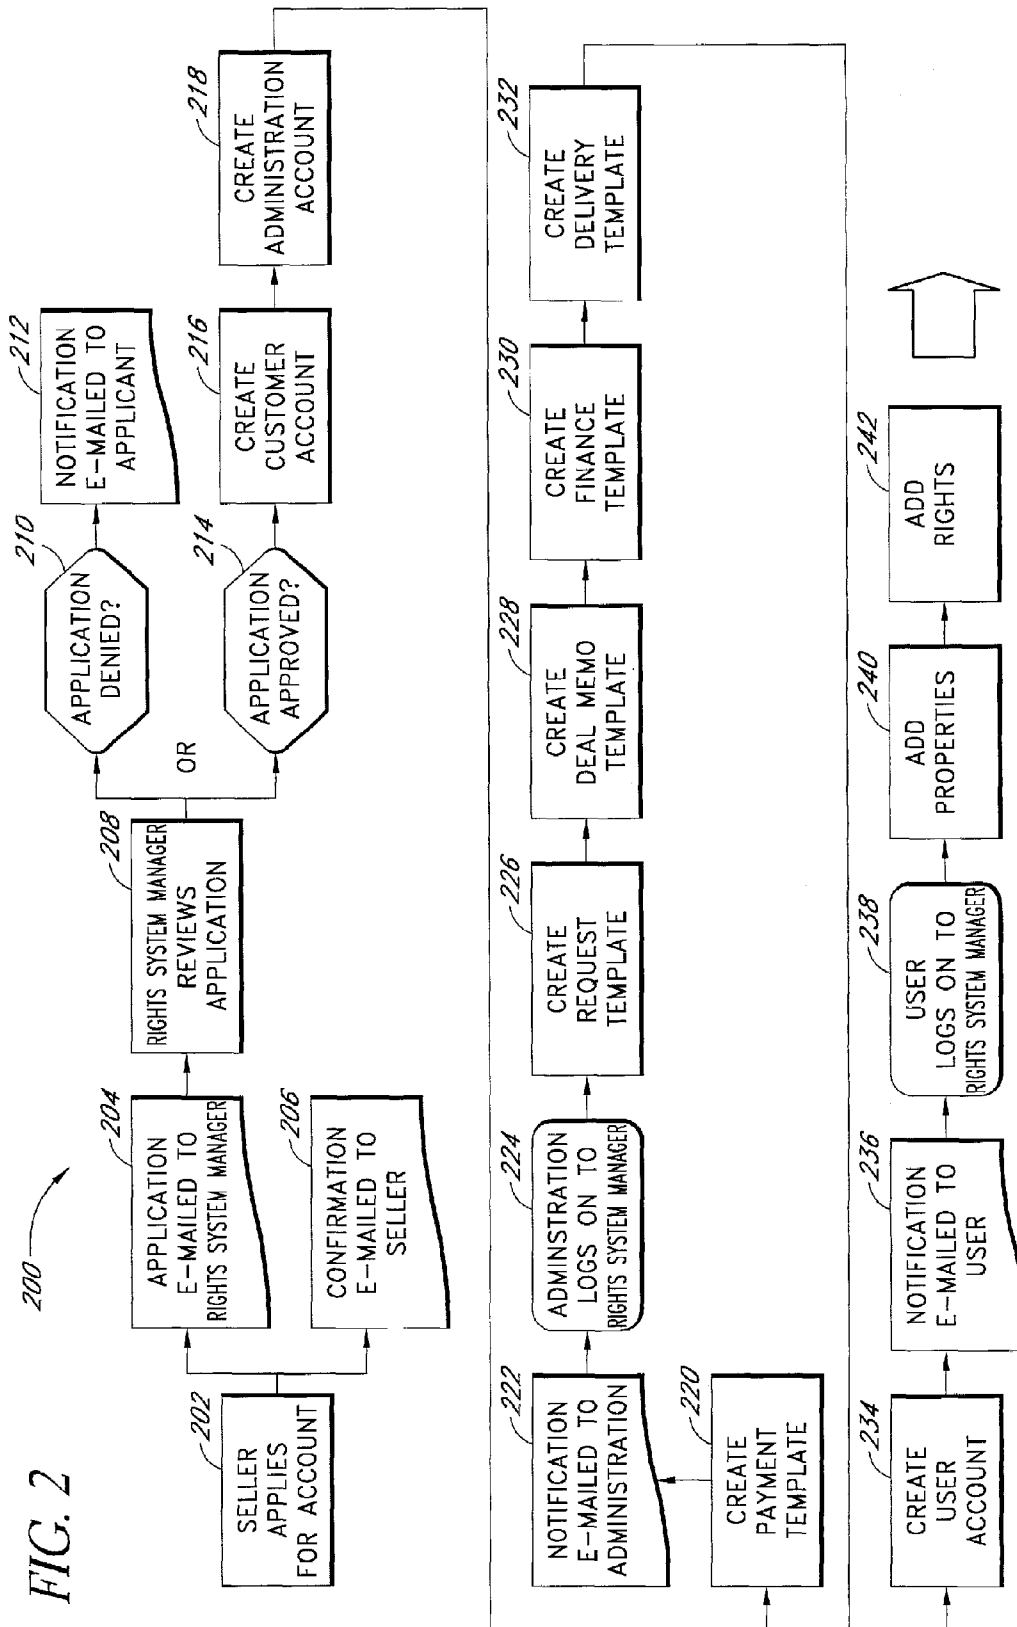 FIG. 2
200
202
SELLER
APPLIES
FOR ACCOUNT
204
APPLICATION
E-MAILED TO
RIGHTS SYSTEM MANAGER
206
CONFIRMATION
E-MAILED TO
SELLER
208
RIGHTS SYSTEM MANAGER
REVIEWS
APPLICATION
OR
210
APPLICATION
DENIED?
212
NOTIFICATION
E-MAILED TO
APPLICANT
214
APPLICATION
APPROVED?
216
CREATE
CUSTOMER
ACCOUNT
218
CREATE
ADMINISTRATION
ACCOUNT
220
CREATE
PAYMENT
TEMPLATE
222
NOTIFICATION
E-MAILED TO
ADMINISTRATION
224
ADMINSTRATION
LOGS ON TO
RIGHTS SYSTEM MANAGER
226
CREATE
REQUEST
TEMPLATE
228
CREATE
DEAL MEMO
TEMPLATE
230
CREATE
FINANCE
TEMPLATE
232
CREATE
DELIVERY
TEMPLATE
234
CREATE
USER
ACCOUNT
236
NOTIFICATION
E-MAILED TO
USER
238
USER
LOGS ON TO
RIGHTS SYSTEM MANAGER
240
ADD
PROPERTIES
242
ADD
RIGHTS